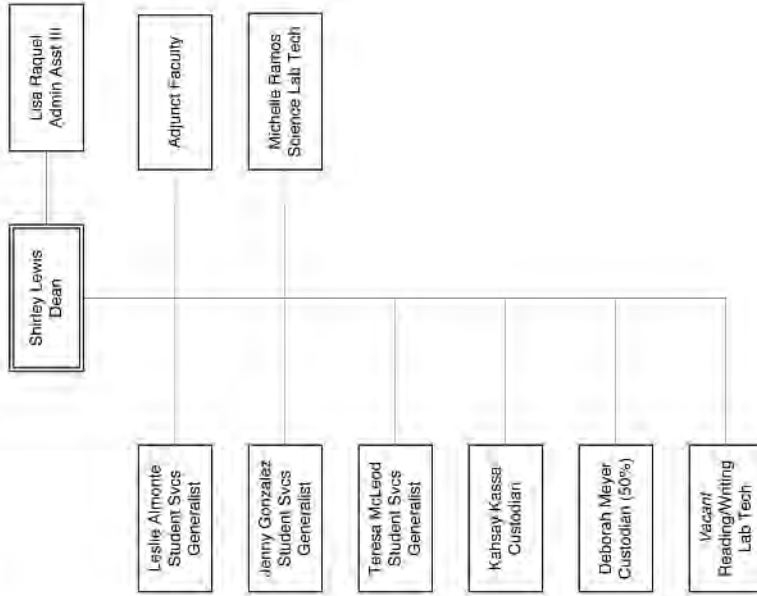 Shirley Lewis
Dean
Lisa Raquel
Admin Asst III
Leslie Almonte
Student Svcs
Generalist
Adjunct Faculty
Jenny Gonzalez
Student Svcs
Generalist
Michelle Ramos
Science Lab Tech
Teresa McLeod
Student Svcs
Generalist
Kahsay Kassa
Custodian
Deborah Meyer
Custodian (50%)
Vacant
Reading/Writing
Lab Tech